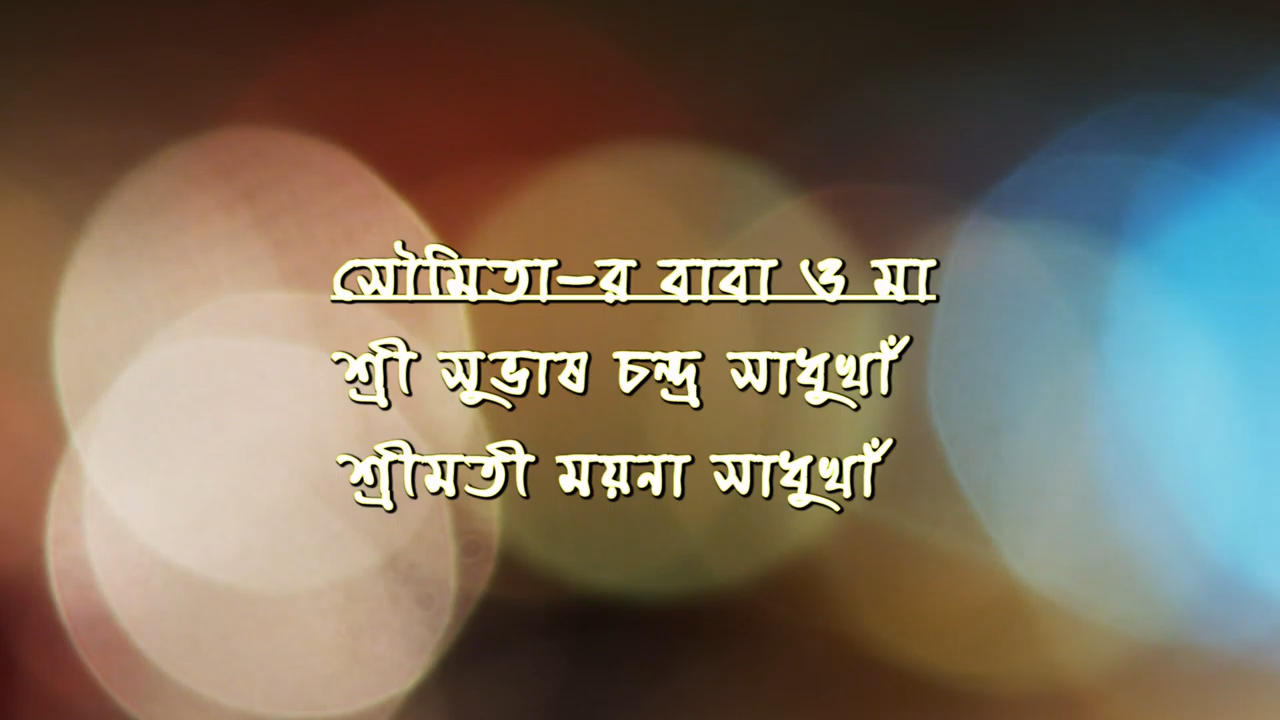 সৌমিতা-র বাবা ও মা
শ্রী সুভাষ চন্দ্র সাধুখাঁ
শ্রীমতী ময়না সাধুখাঁ